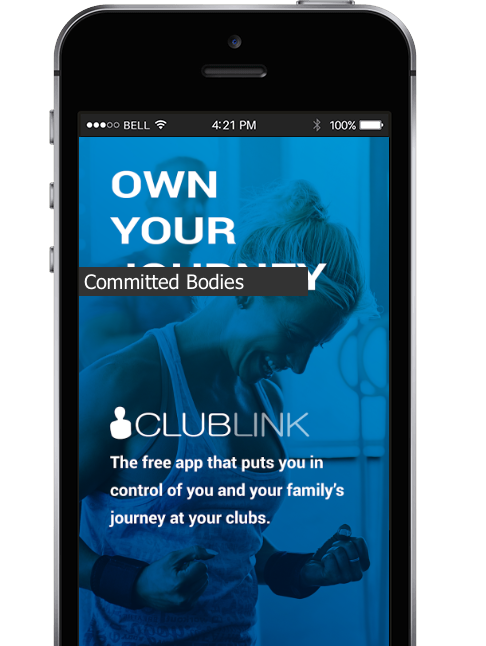 BELL 4:21 PM 100%
OWN
YOUR
JOURNEY
Committed Bodies
CLUBLINK
The free app that puts you in
control of you and your family's
journey at your clubs.